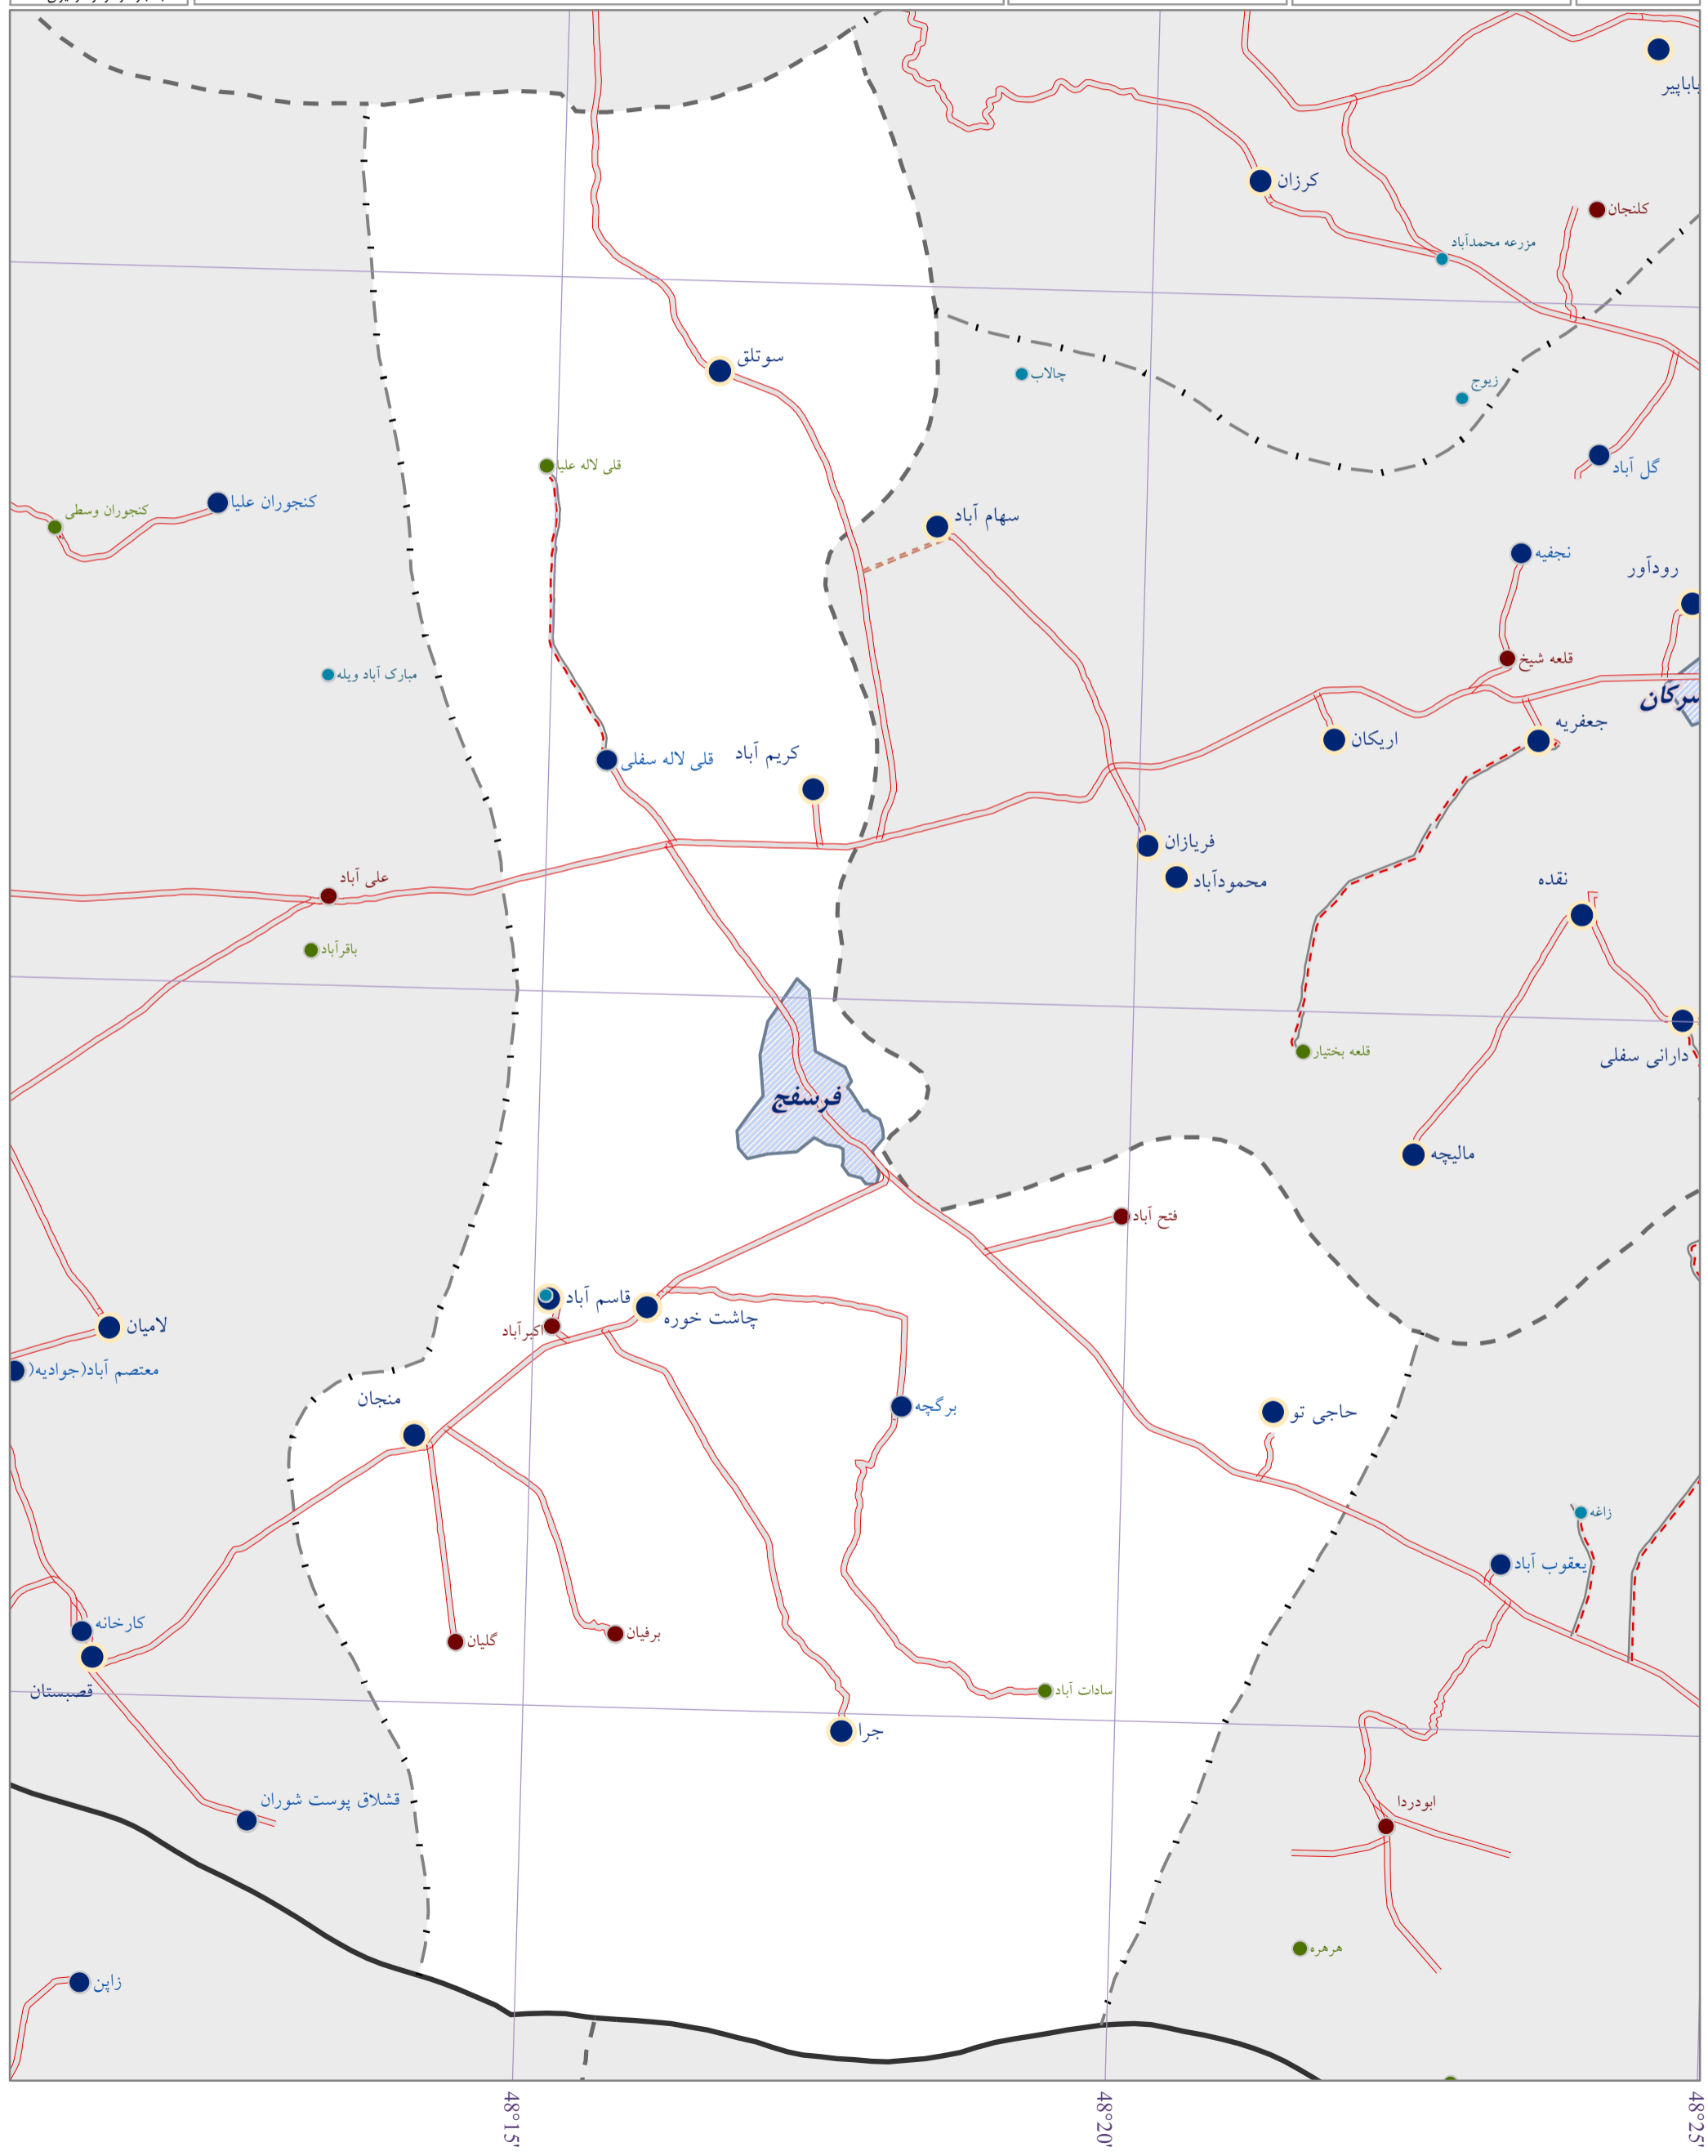 باباپیر
کرزان
کلنجان
مزرعه محمدآباد
سوتلق
چالاب
زیوج
گل آباد
قلی لاله علیا
کنجوران علیا
کنجوران وسطی
سهام آباد
نجفیه
رودآور
قلعه شیخ
مبارک آباد ویله
سرکان
جعفریه
اریکان
کریم آباد
قلی لاله سفلی
فریازان
محمودآباد
علی آباد
نقده
باقرآباد
قلعه بختیار
دارانی سفلی
فرسفج
مالیچه
فتح آباد
قاسم آباد
چاشت خوره
اکبرآباد
لامیان
معتصم آباد(جوادیه)
منجان
برگچه
حاجی تو
زاغه
یعقوب آباد
کارخانه
گلیان
برفیان
قصبستان
سادات آباد
جرا
قشلاق پوست شوران
ابودردا
هرهره
زاپن
48°15'
48°20'
48°25'